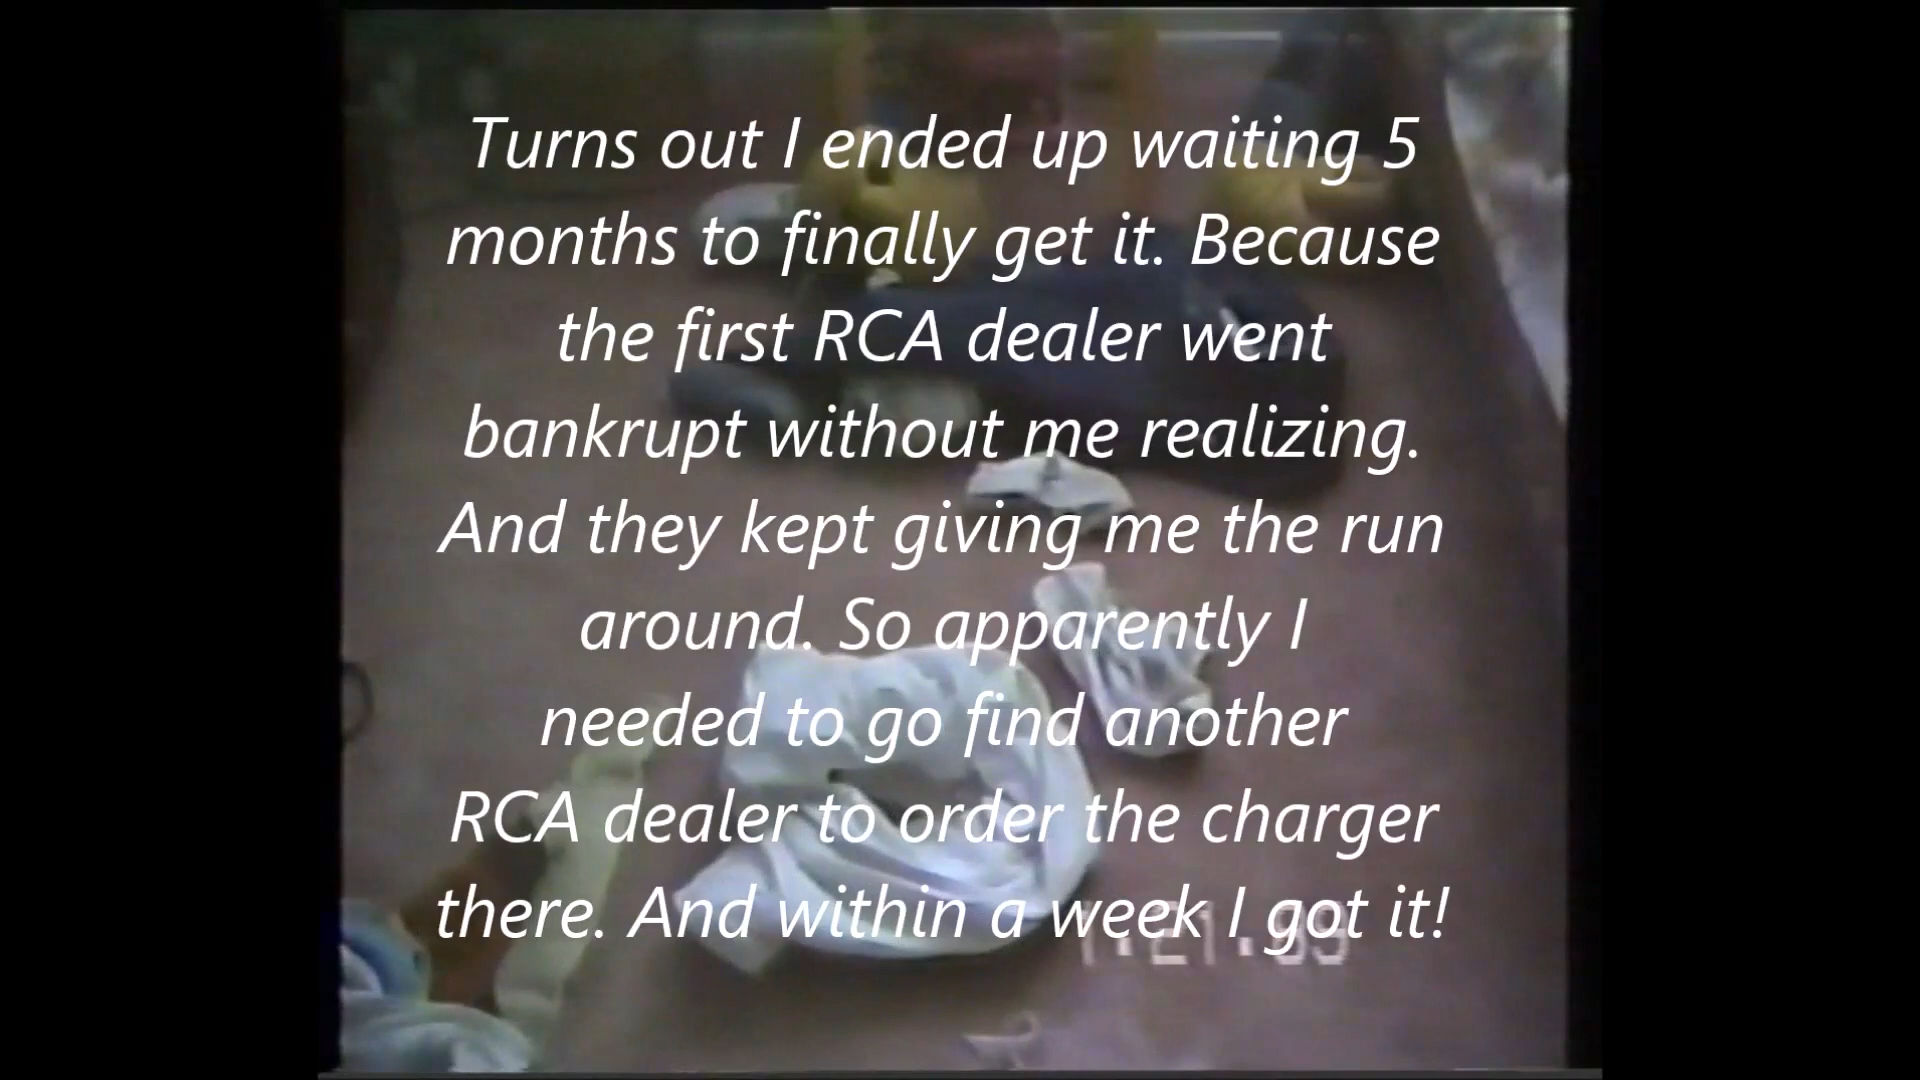 Turns out I ended up waiting 5
months to finally get it. Because
the first RCA dealer went
bankrupt without me realizing.
And they kept giving me the run
around. So apparently I
needed to go find another
RCA dealer to order the charger
there. And within a week I got it!